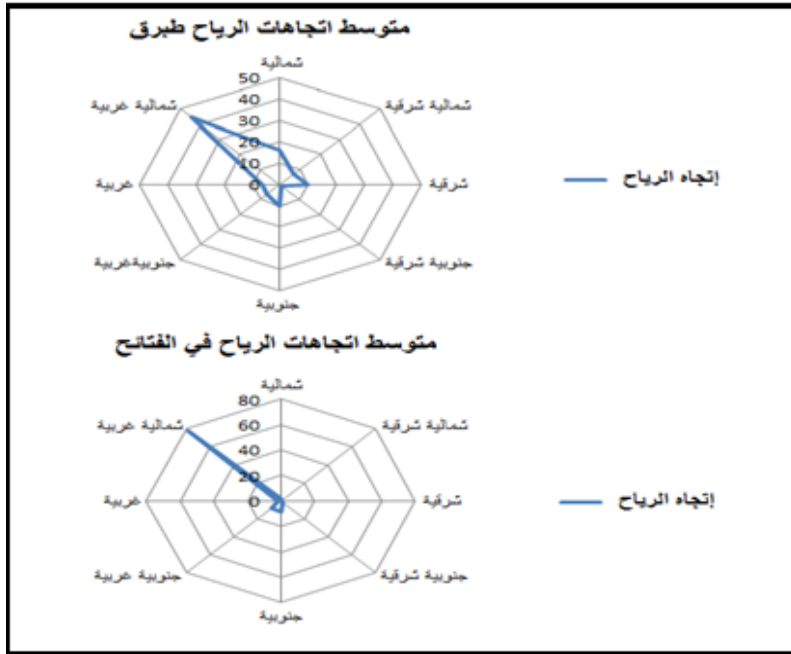 متوسط اتجاهات الرياح طبرق
شمالية
50
40
30
20
10
0
شمالية شرقية
شرقية
جنوبية شرقية
جنوبية
جنوبيةغربية
غربية
شمالية غربية
إتجاه الرياح
متوسط اتجاهات الرياح في الفتائح
شمالية
80
60
40
20
0
شمالية شرقية
شرقية
جنوبية شرقية
جنوبية
جنوبية غربية
غربية
شمالية غربية
إتجاه الرياح